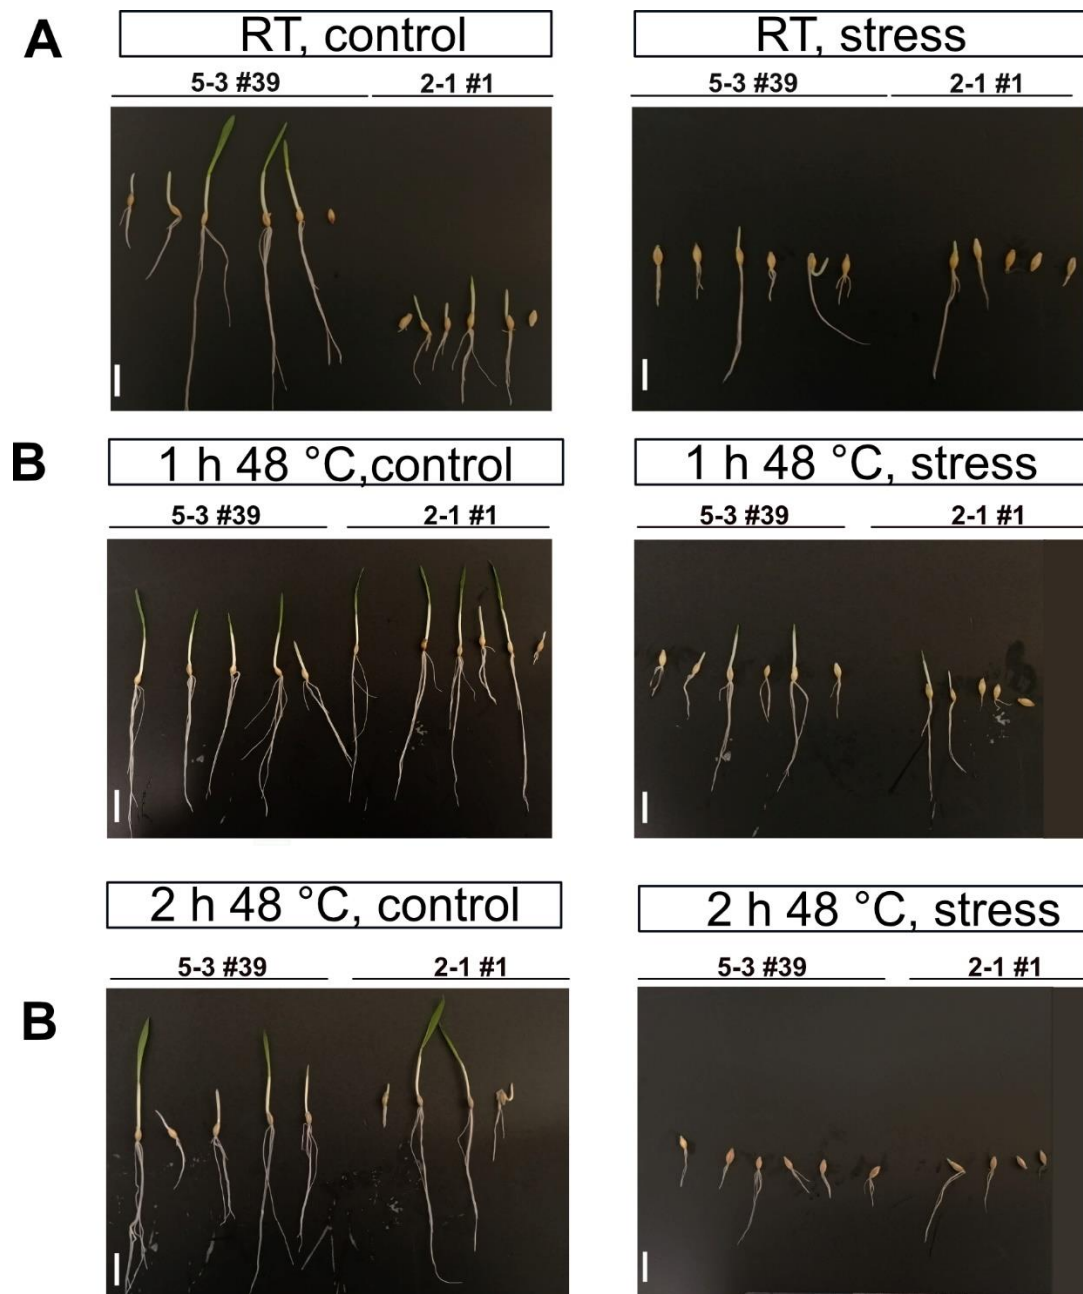 A
RT, control
RT, stress
5-3 #39
2-1 #1
5-3 #39
2-1 #1
B
1 h 48 °C,control
1 h 48 °C, stress
5-3 #39
2-1 #1
5-3 #39
2-1 #1
2 h 48 °C, control
2 h 48 °C, stress
5-3 #39
2-1 #1
5-3 #39
2-1 #1
B